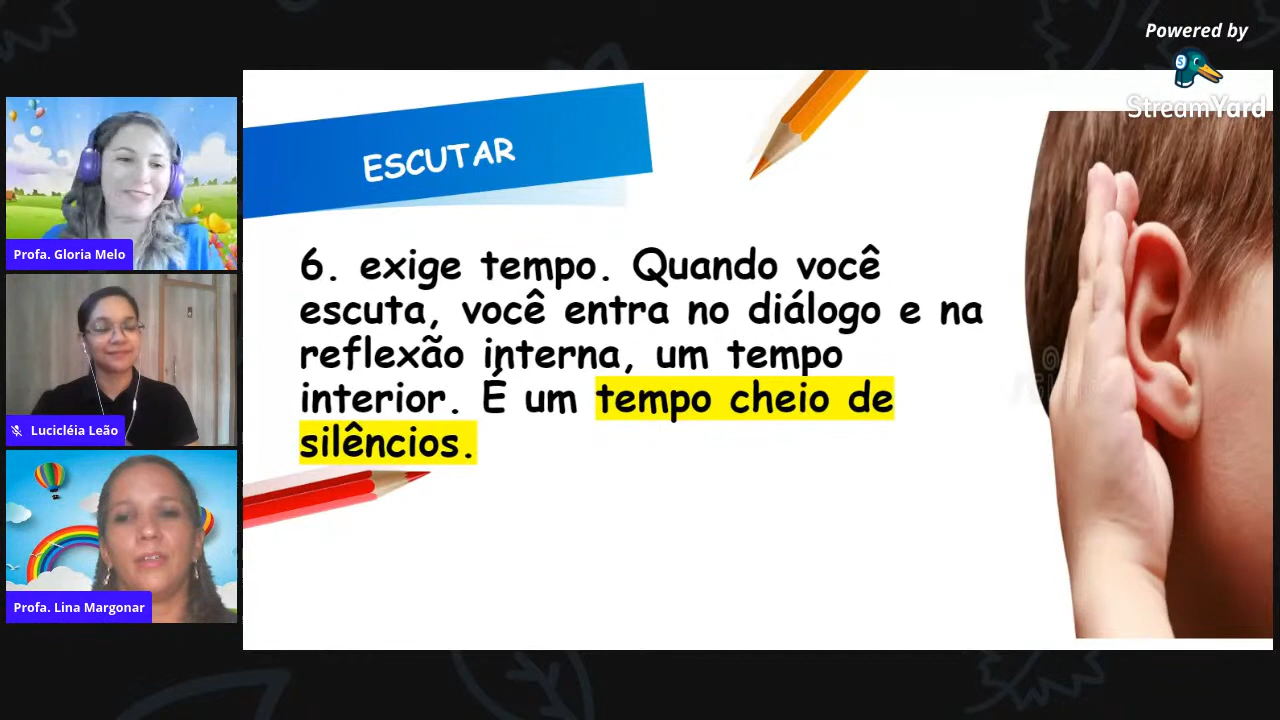 Powered by
StreamYard
ESCUTAR
6. exige tempo. Quando você
escuta, você entra no diálogo e na
reflexão interna, um tempo
interior. É um tempo cheio de
silêncios.
Profa. Gloria Melo
Lucicléia Leão
Profa. Lina Margonar